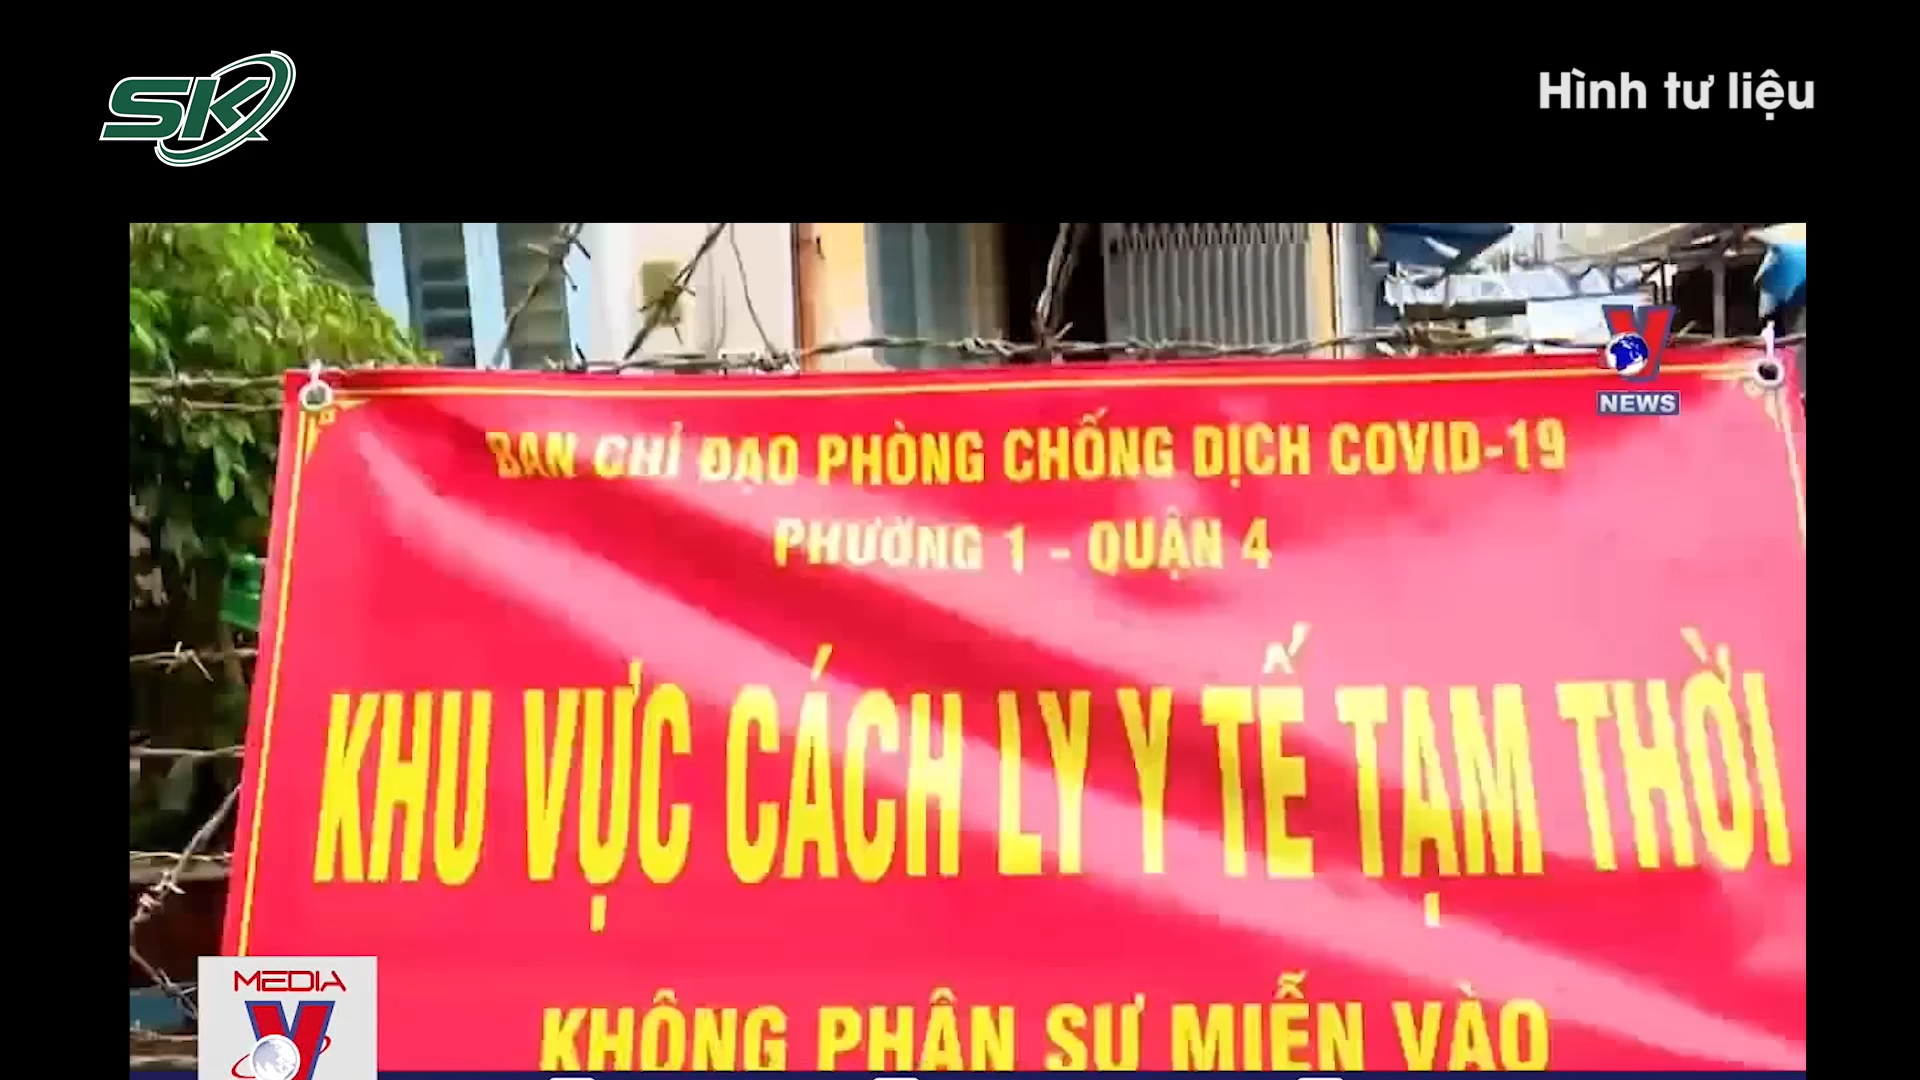 SK
Hình tư liệu
NEWS
BAN CHỈ ĐẠO PHÒNG CHỐNG DỊCH COVID-19
PHƯỜNG 1 - QUẬN 4
KHU VỰC CÁCH LY Y TẾ TẠM THỜI
KHÔNG PHẬN SỰ MIỄN VÀO
MEDIA